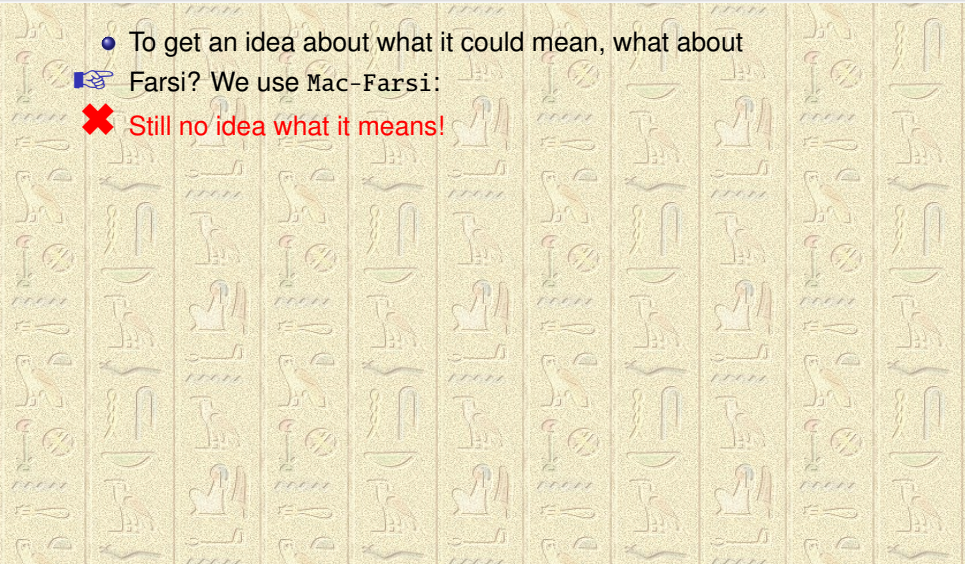 To get an idea about what it could mean, what about
Farsi? We use Mac-Farsi:
Still no idea what it means!